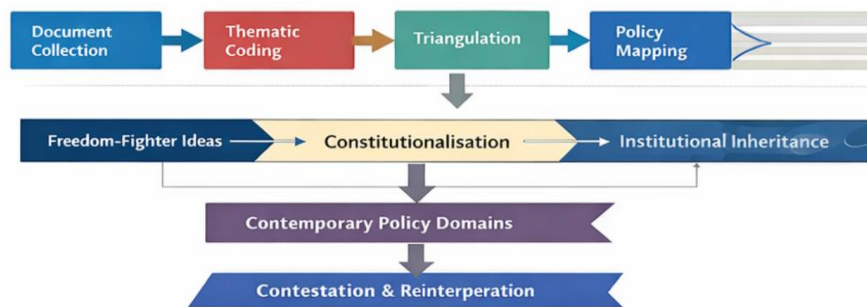 Document
Collection
Thematic
Coding
Triangulation
Policy
Mapping
Freedom-Fighter Ideas
Constitutionalisation
Institutional Inheritance
Contemporary Policy Domains
Contestation & Reinterperation